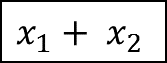 x₁ + x₂